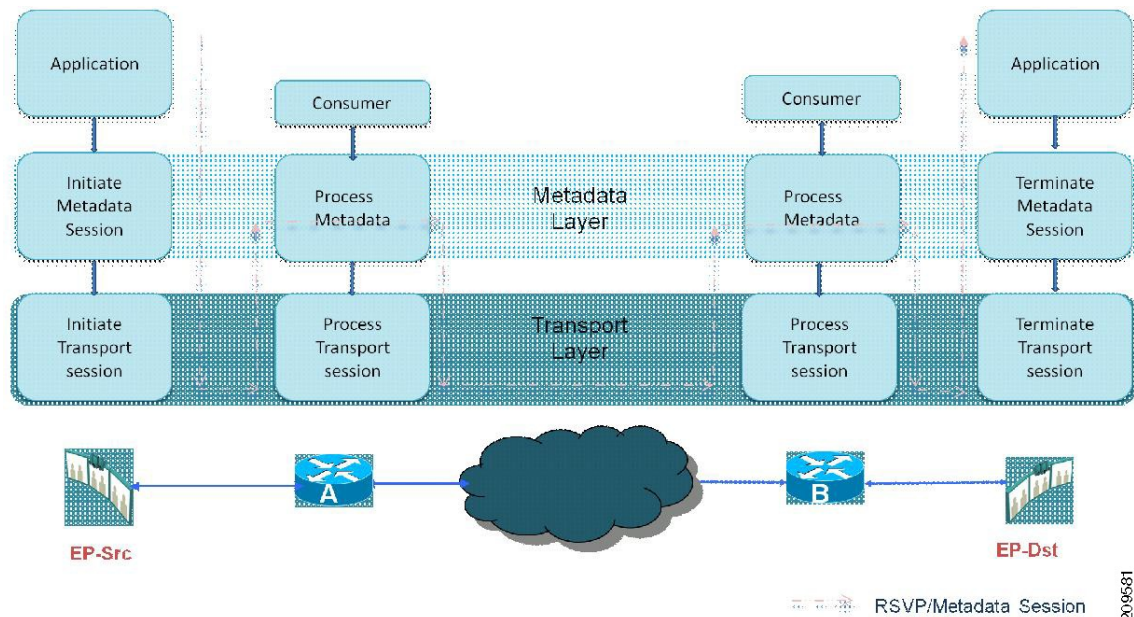 Application
Application
Consumer
Consumer
Initiate
Metadata
Session
Process
Metadata
Metadata
Layer
Process
Metadata
Terminate
Metadata
Session
Initiate
Transport
session
Process
Transport
session
Transport
Layer
Process
Transport
session
Terminate
Transport
session
A
B
EP-Src
EP-Dst
RSVP/Metadata Session
209581